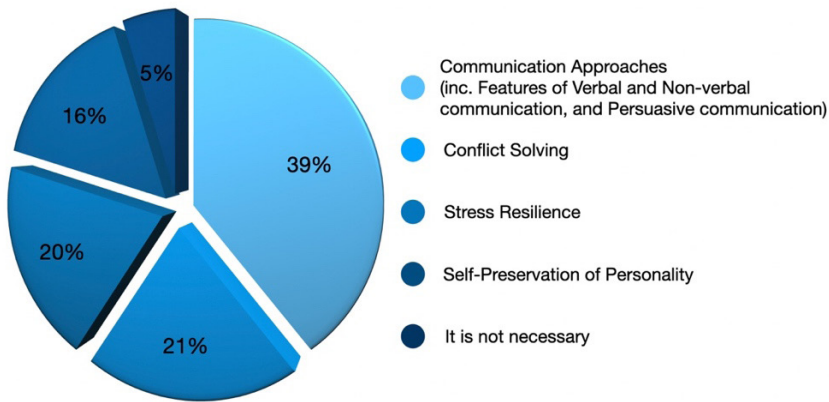 5%
16%
39%
20%
21%
Communication Approaches
(inc. Features of Verbal and Non-verbal
communication, and Persuasive communication)
Conflict Solving
Stress Resilience
Self-Preservation of Personality
It is not necessary